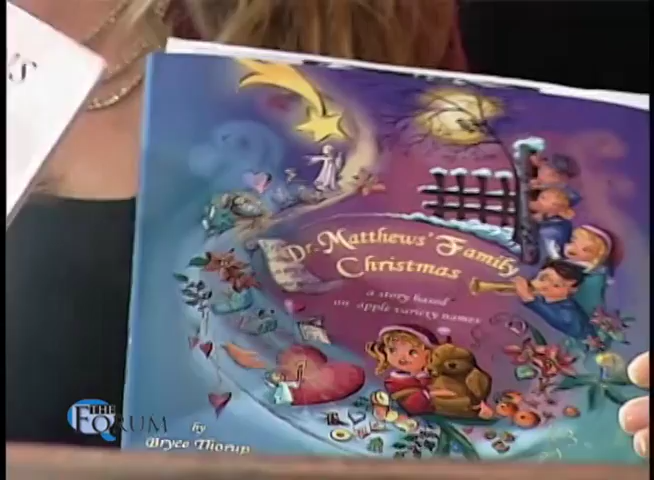 's
Dr. Matthews' Family
Christmas
a story based
on apple variety names
THE
FORUM
by
Bryce Thorup